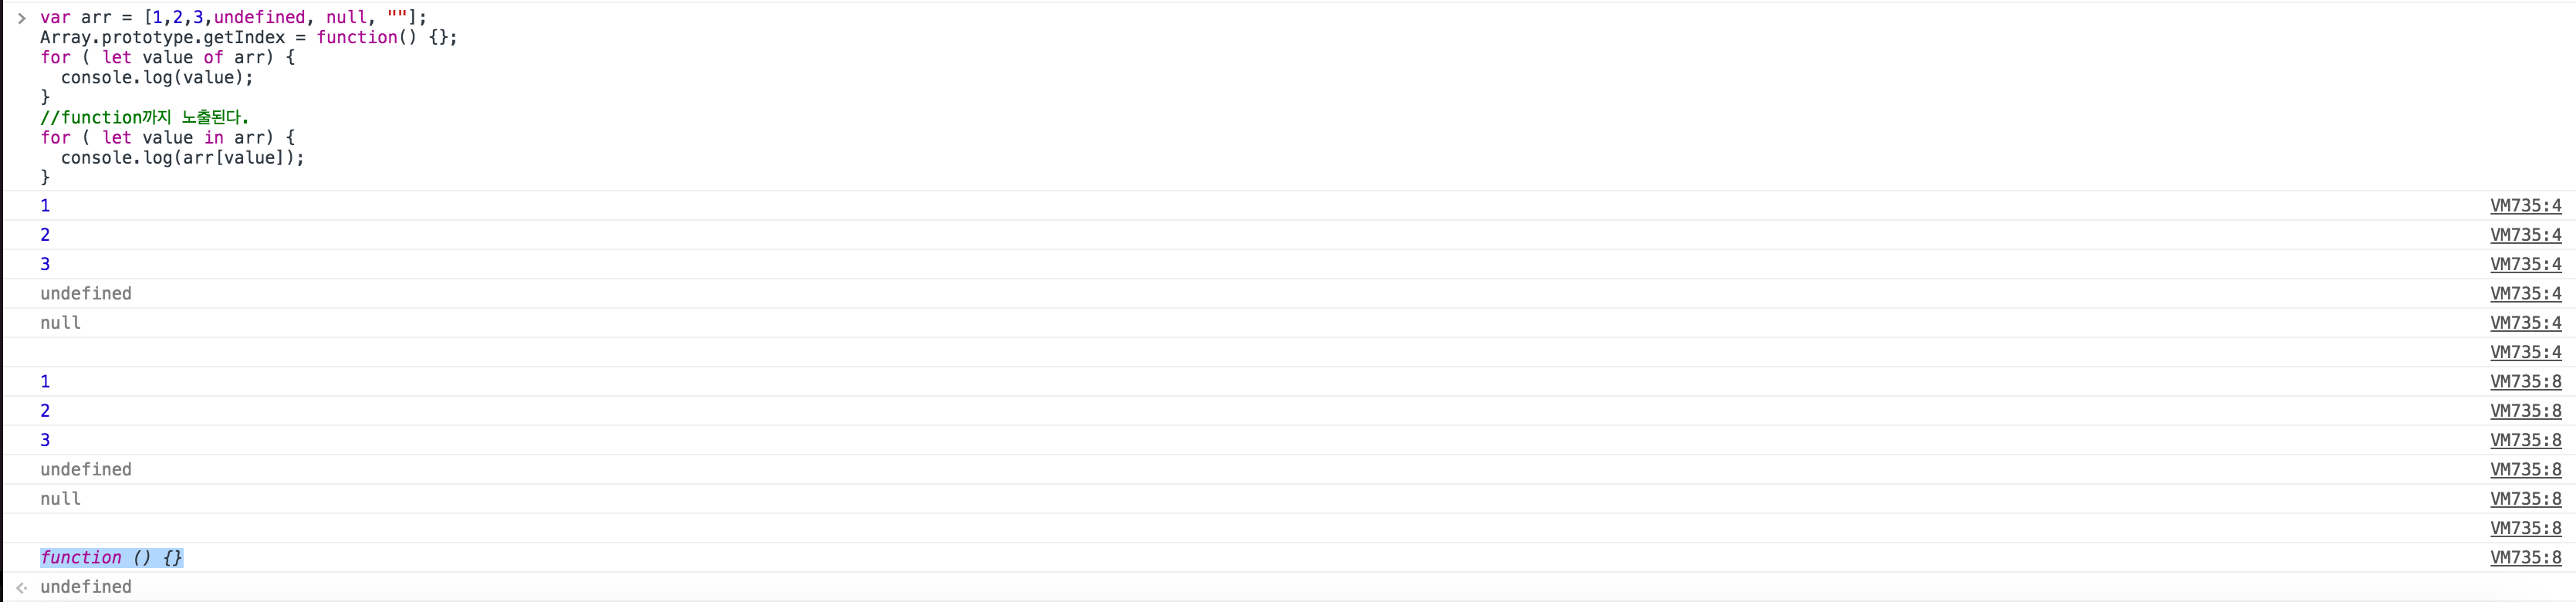 > var arr = [1,2,3,undefined, null, ""];
Array.prototype.getIndex = function() {};
for ( let value of arr) {
  console.log(value);
}
//function까지 노출된다.
for ( let value in arr) {
  console.log(arr[value]);
}
1 VM735:4
2 VM735:4
3 VM735:4
undefined VM735:4
null VM735:4
VM735:4
1 VM735:8
2 VM735:8
3 VM735:8
undefined VM735:8
null VM735:8
VM735:8
function () {} VM735:8
undefined